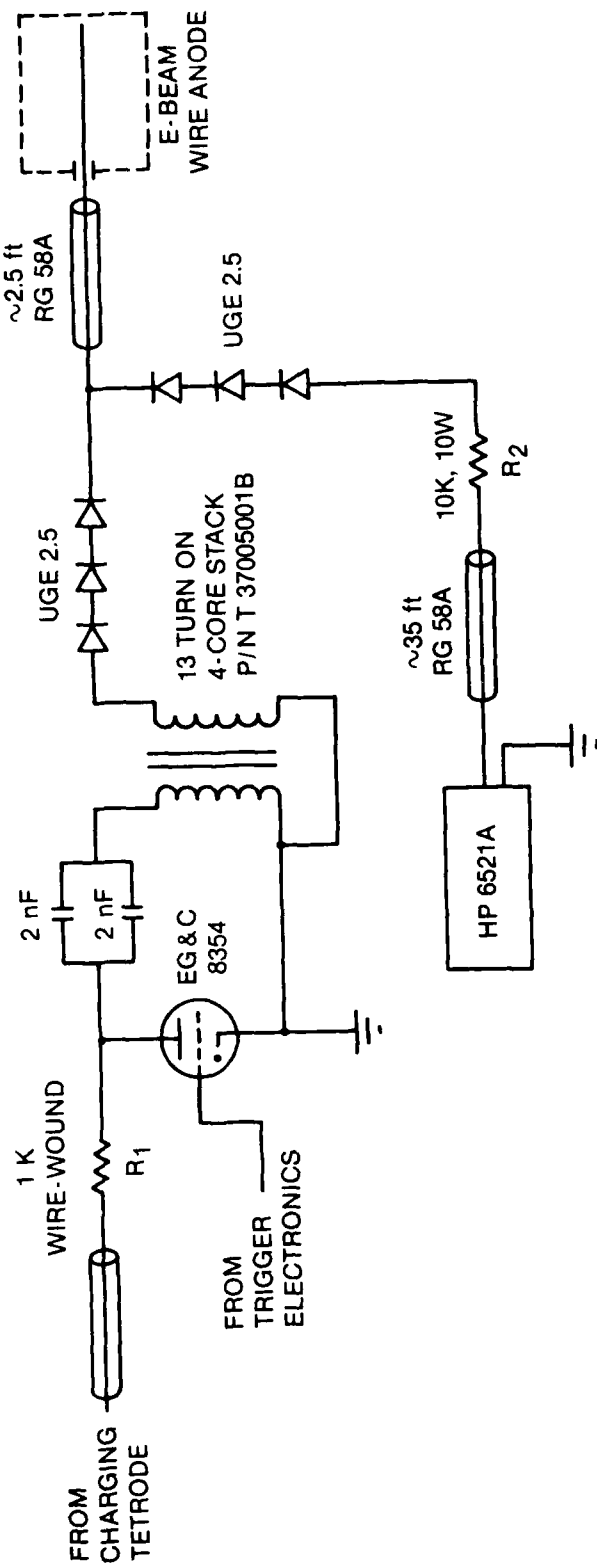 FROM
CHARGING
TETRODE
1 K
WIRE-WOUND
R1
FROM
TRIGGER
ELECTRONICS
EG & C
8354
2 nF
2 nF
13 TURN ON
4-CORE STACK
P/N T 37005001B
UGE 2.5
UGE 2.5
~2.5 ft
RG 58A
E-BEAM
WIRE ANODE
10K, 10W
R2
~35 ft
RG 58A
HP 6521A